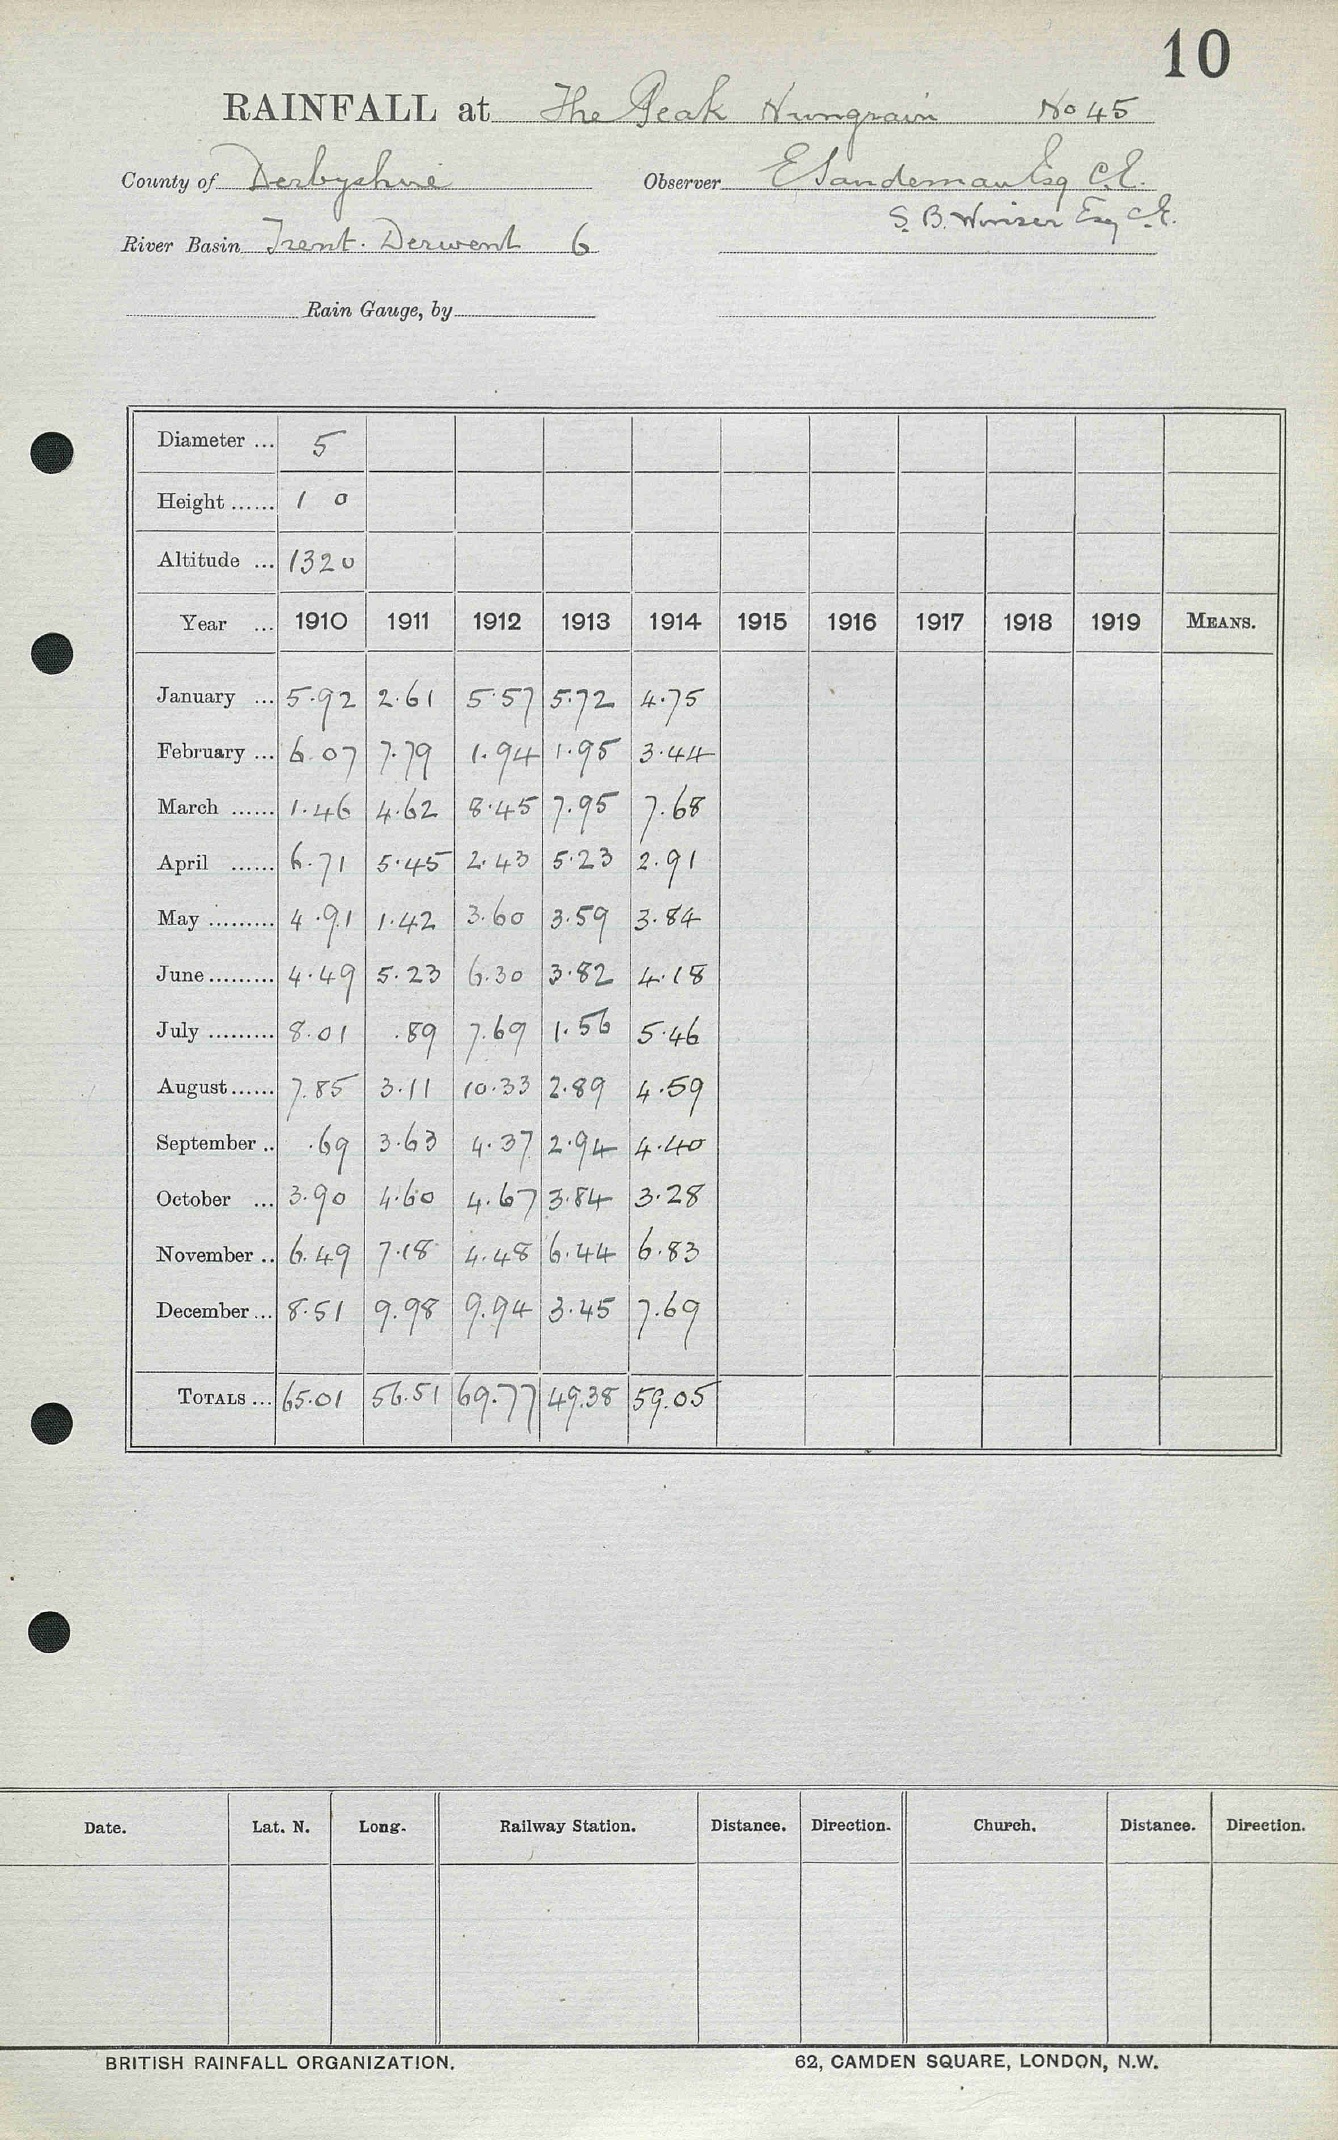 10
RAINFALL at The Peak Hungrain No 45
County of Derbyshire Observer E Sandeman Esq C.E.
S. B. Winser Esq C.E.
River Basin Trent. Derwent 6
Rain Gauge, by
Diameter ... 5
Height ...... 1 0
Altitude ... 1320
Year ... 1910 1911 1912 1913 1914 1915 1916 1917 1918 1919 MEANS.
January ... 5.92 2.61 5.57 5.72 4.75
February ... 6.07 7.79 1.94 1.95 3.44
March ...... 1.46 4.62 8.45 7.95 7.68
April ...... 6.71 5.45 2.43 5.23 2.91
May ......... 4.91 1.42 3.60 3.59 3.84
June ......... 4.49 5.23 6.30 3.82 4.18
July ......... 8.01 .89 7.69 1.56 5.46
August ...... 7.85 3.11 10.33 2.89 4.59
September .. .69 3.63 4.37 2.94 4.40
October ... 3.90 4.60 4.67 3.84 3.28
November .. 6.49 7.18 4.48 6.44 6.83
December ... 8.51 9.98 9.94 3.45 7.69
TOTALS ... 65.01 56.51 69.77 49.38 59.05
Date. Lat. N. Long. Railway Station. Distance. Direction. Church. Distance. Direction.
BRITISH RAINFALL ORGANIZATION. 62, CAMDEN SQUARE, LONDON, N.W.